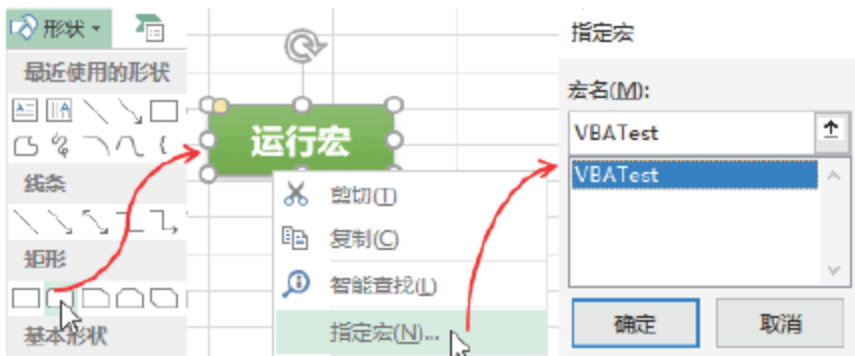 形状
最近使用的形状
线条
矩形
基本形状
运行宏
剪切(T)
复制(C)
智能查找(L)
指定宏(N)...
指定宏
宏名(M):
VBATest
VBATest
确定
取消